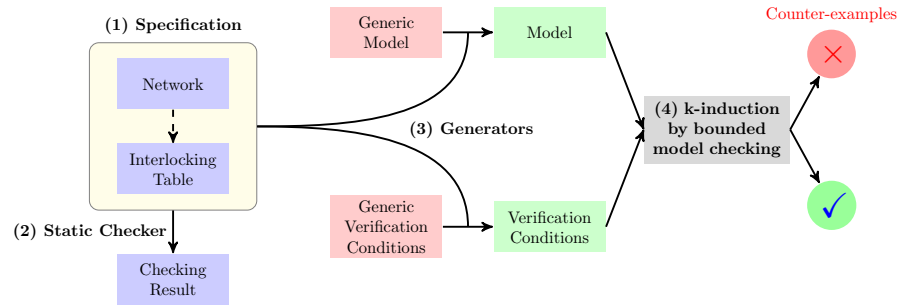 (1) Specification
Network
Interlocking
Table
(2) Static Checker
Checking
Result
Generic
Model
Model
(3) Generators
Generic
Verification
Conditions
Verification
Conditions
(4) k-induction
by bounded
model checking
Counter-examples